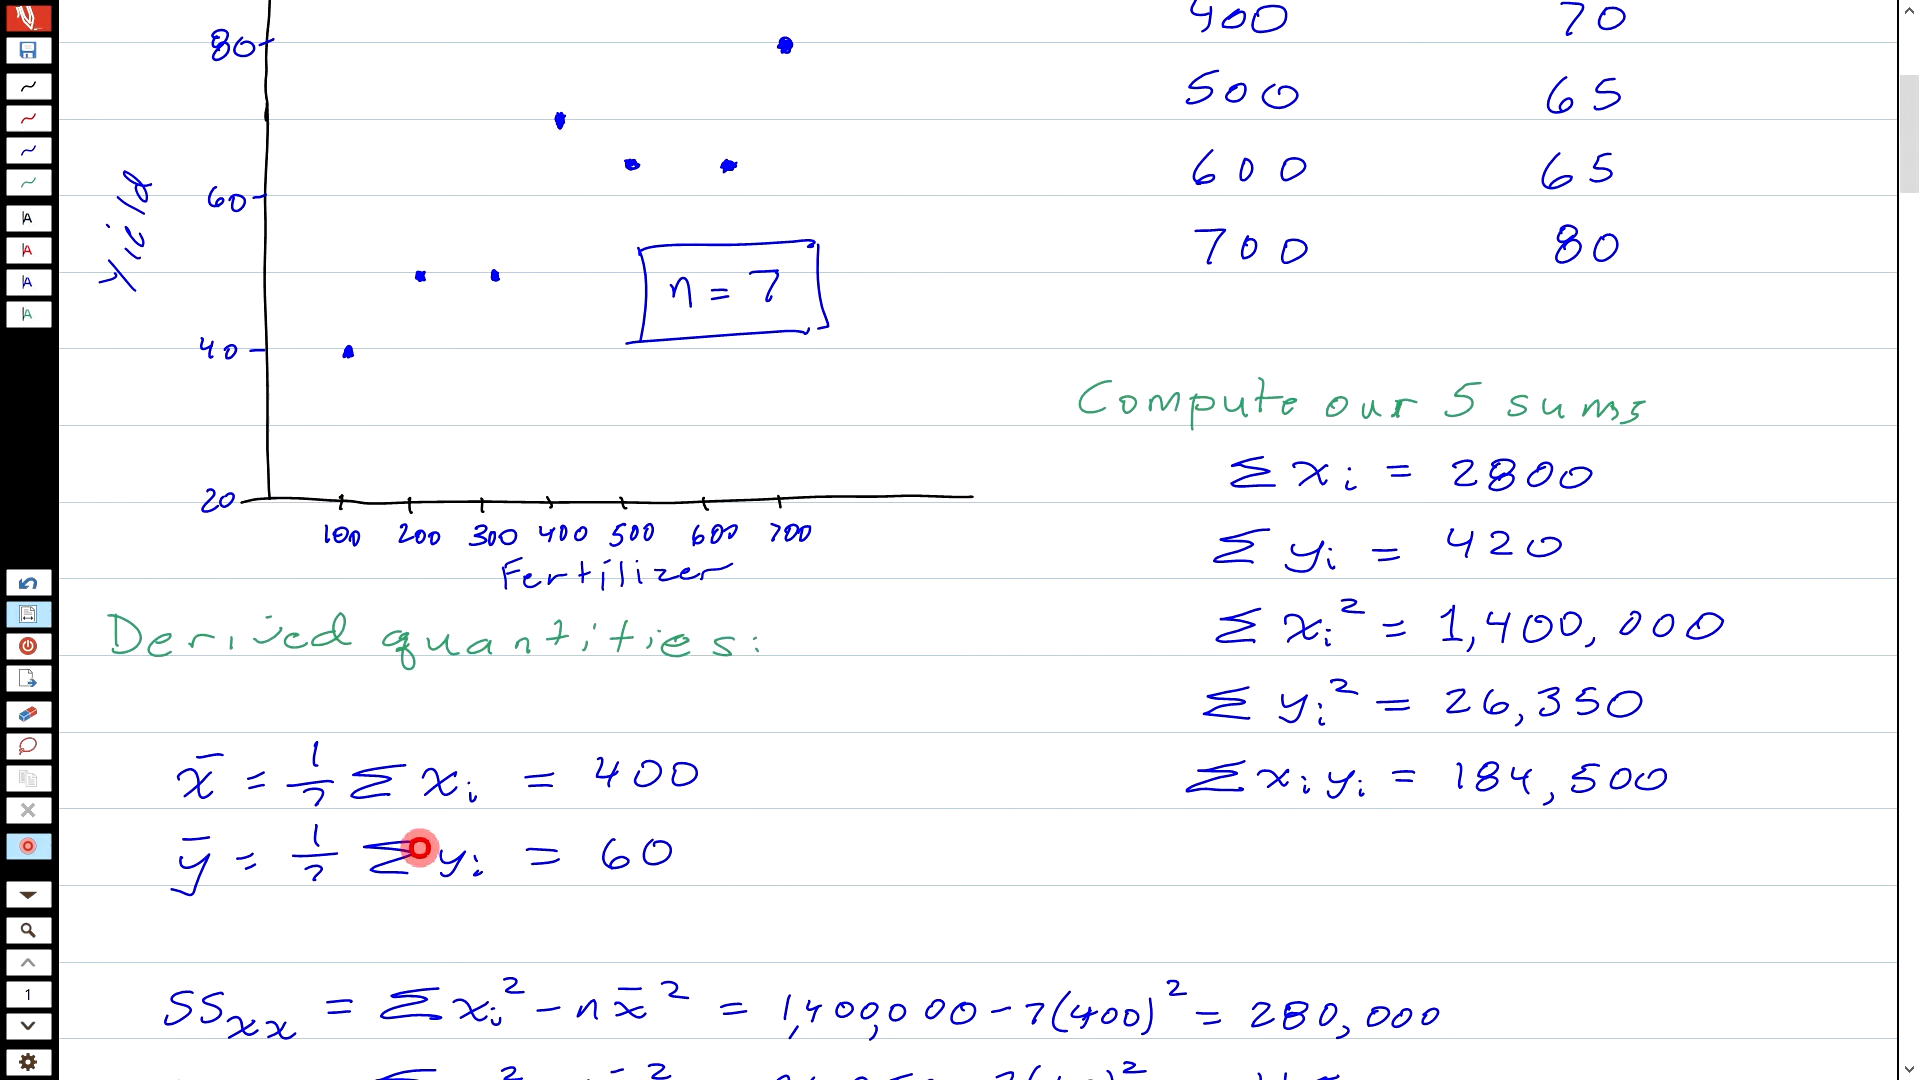 400 70
500 65
600 65
700 80
80
60
40
20
Yield
n = 7
100 200 300 400 500 600 700
Fertilizer
Compute our 5 sums
Σ xi = 2800
Σ yi = 420
Σ xi² = 1,400,000
Σ yi² = 26,350
Σ xi yi = 184,500
Derived quantities:
x̄ = 1/7 Σ xi = 400
ȳ = 1/7 Σ yi = 60
SSxx = Σ xi² - n x̄² = 1,400,000 - 7(400)² = 280,000
A
A
A
A
1